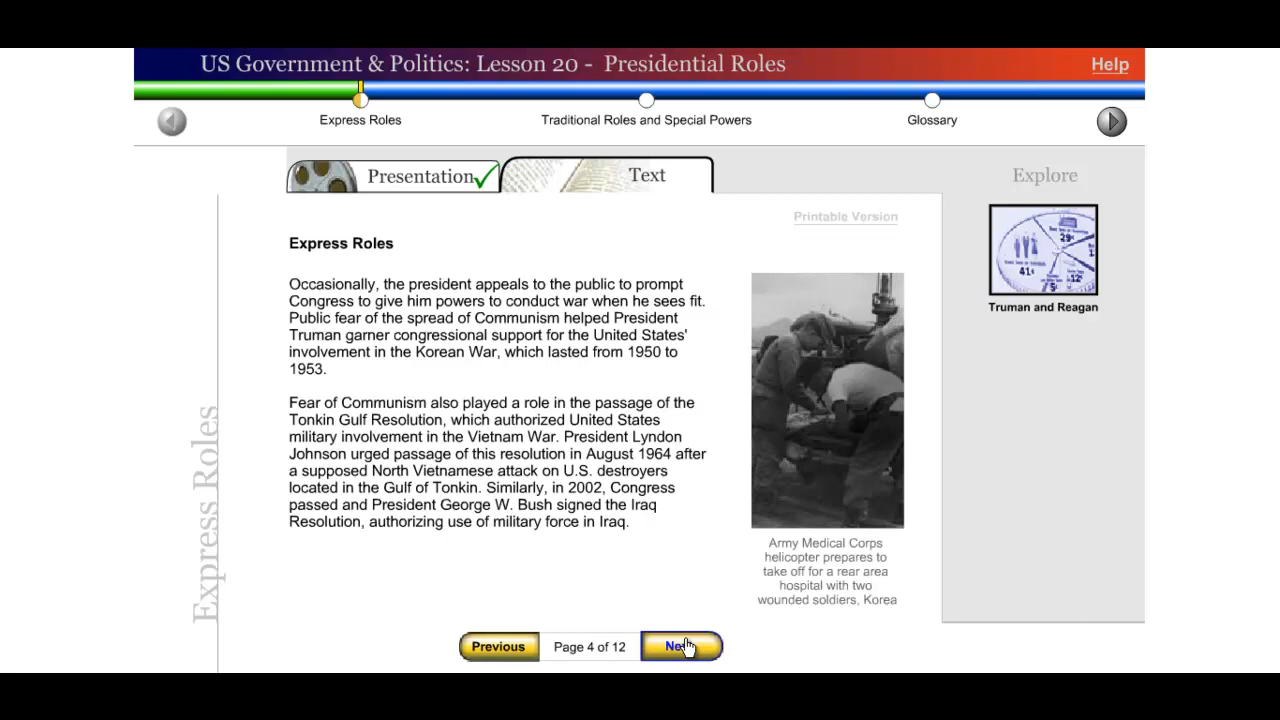 US Government & Politics: Lesson 20 - Presidential Roles
Help
Express Roles
Traditional Roles and Special Powers
Glossary
Presentation
Text
Explore
Printable Version
Express Roles
Occasionally, the president appeals to the public to prompt
Congress to give him powers to conduct war when he sees fit.
Public fear of the spread of Communism helped President
Truman garner congressional support for the United States'
involvement in the Korean War, which lasted from 1950 to
1953.
Fear of Communism also played a role in the passage of the
Tonkin Gulf Resolution, which authorized United States
military involvement in the Vietnam War. President Lyndon
Johnson urged passage of this resolution in August 1964 after
a supposed North Vietnamese attack on U.S. destroyers
located in the Gulf of Tonkin. Similarly, in 2002, Congress
passed and President George W. Bush signed the Iraq
Resolution, authorizing use of military force in Iraq.
Army Medical Corps
helicopter prepares to
take off for a rear area
hospital with two
wounded soldiers, Korea
29¢
41¢
12¢
5¢
Truman and Reagan
Express Roles
Previous
Page 4 of 12